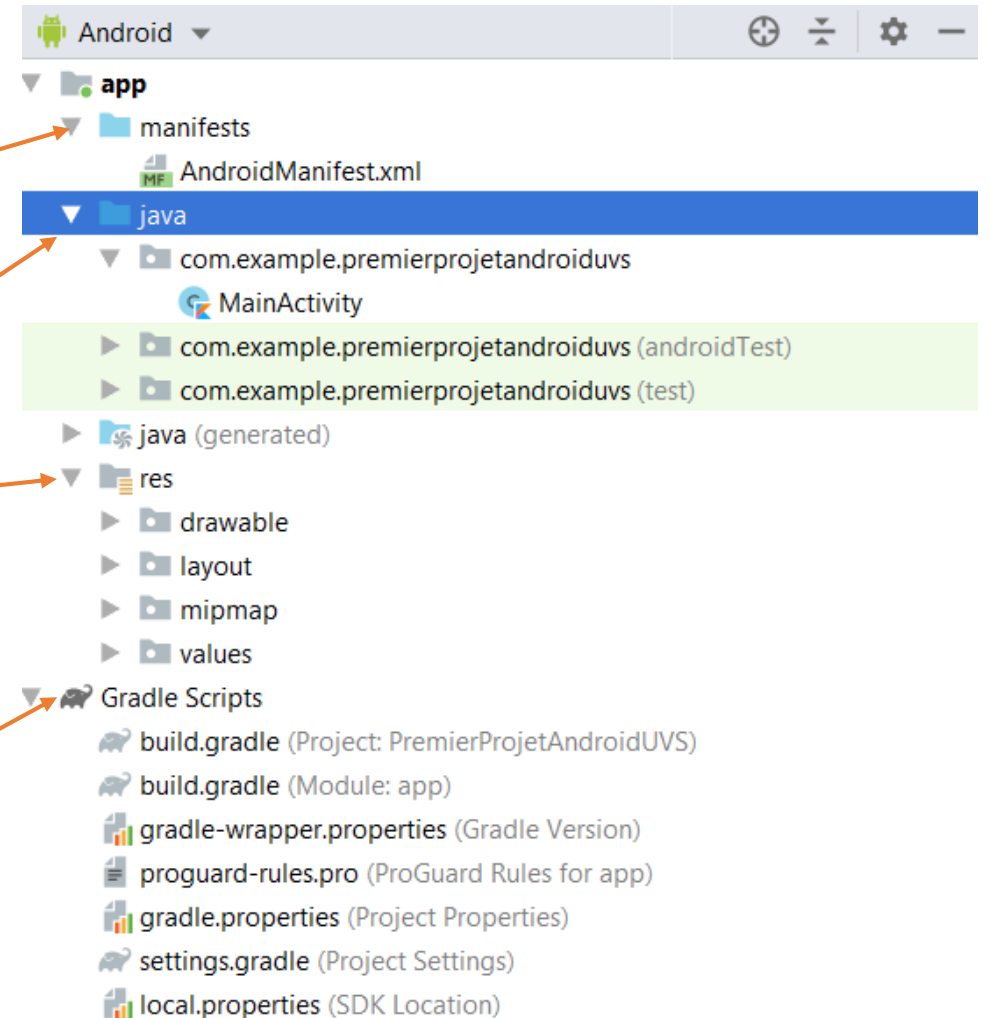 Android
app
manifests
MF AndroidManifest.xml
java
com.example.premierprojetandroiduvs
MainActivity
com.example.premierprojetandroiduvs (androidTest)
com.example.premierprojetandroiduvs (test)
java (generated)
res
drawable
layout
mipmap
values
Gradle Scripts
build.gradle (Project: PremierProjetAndroidUVS)
build.gradle (Module: app)
gradle-wrapper.properties (Gradle Version)
proguard-rules.pro (ProGuard Rules for app)
gradle.properties (Project Properties)
settings.gradle (Project Settings)
local.properties (SDK Location)